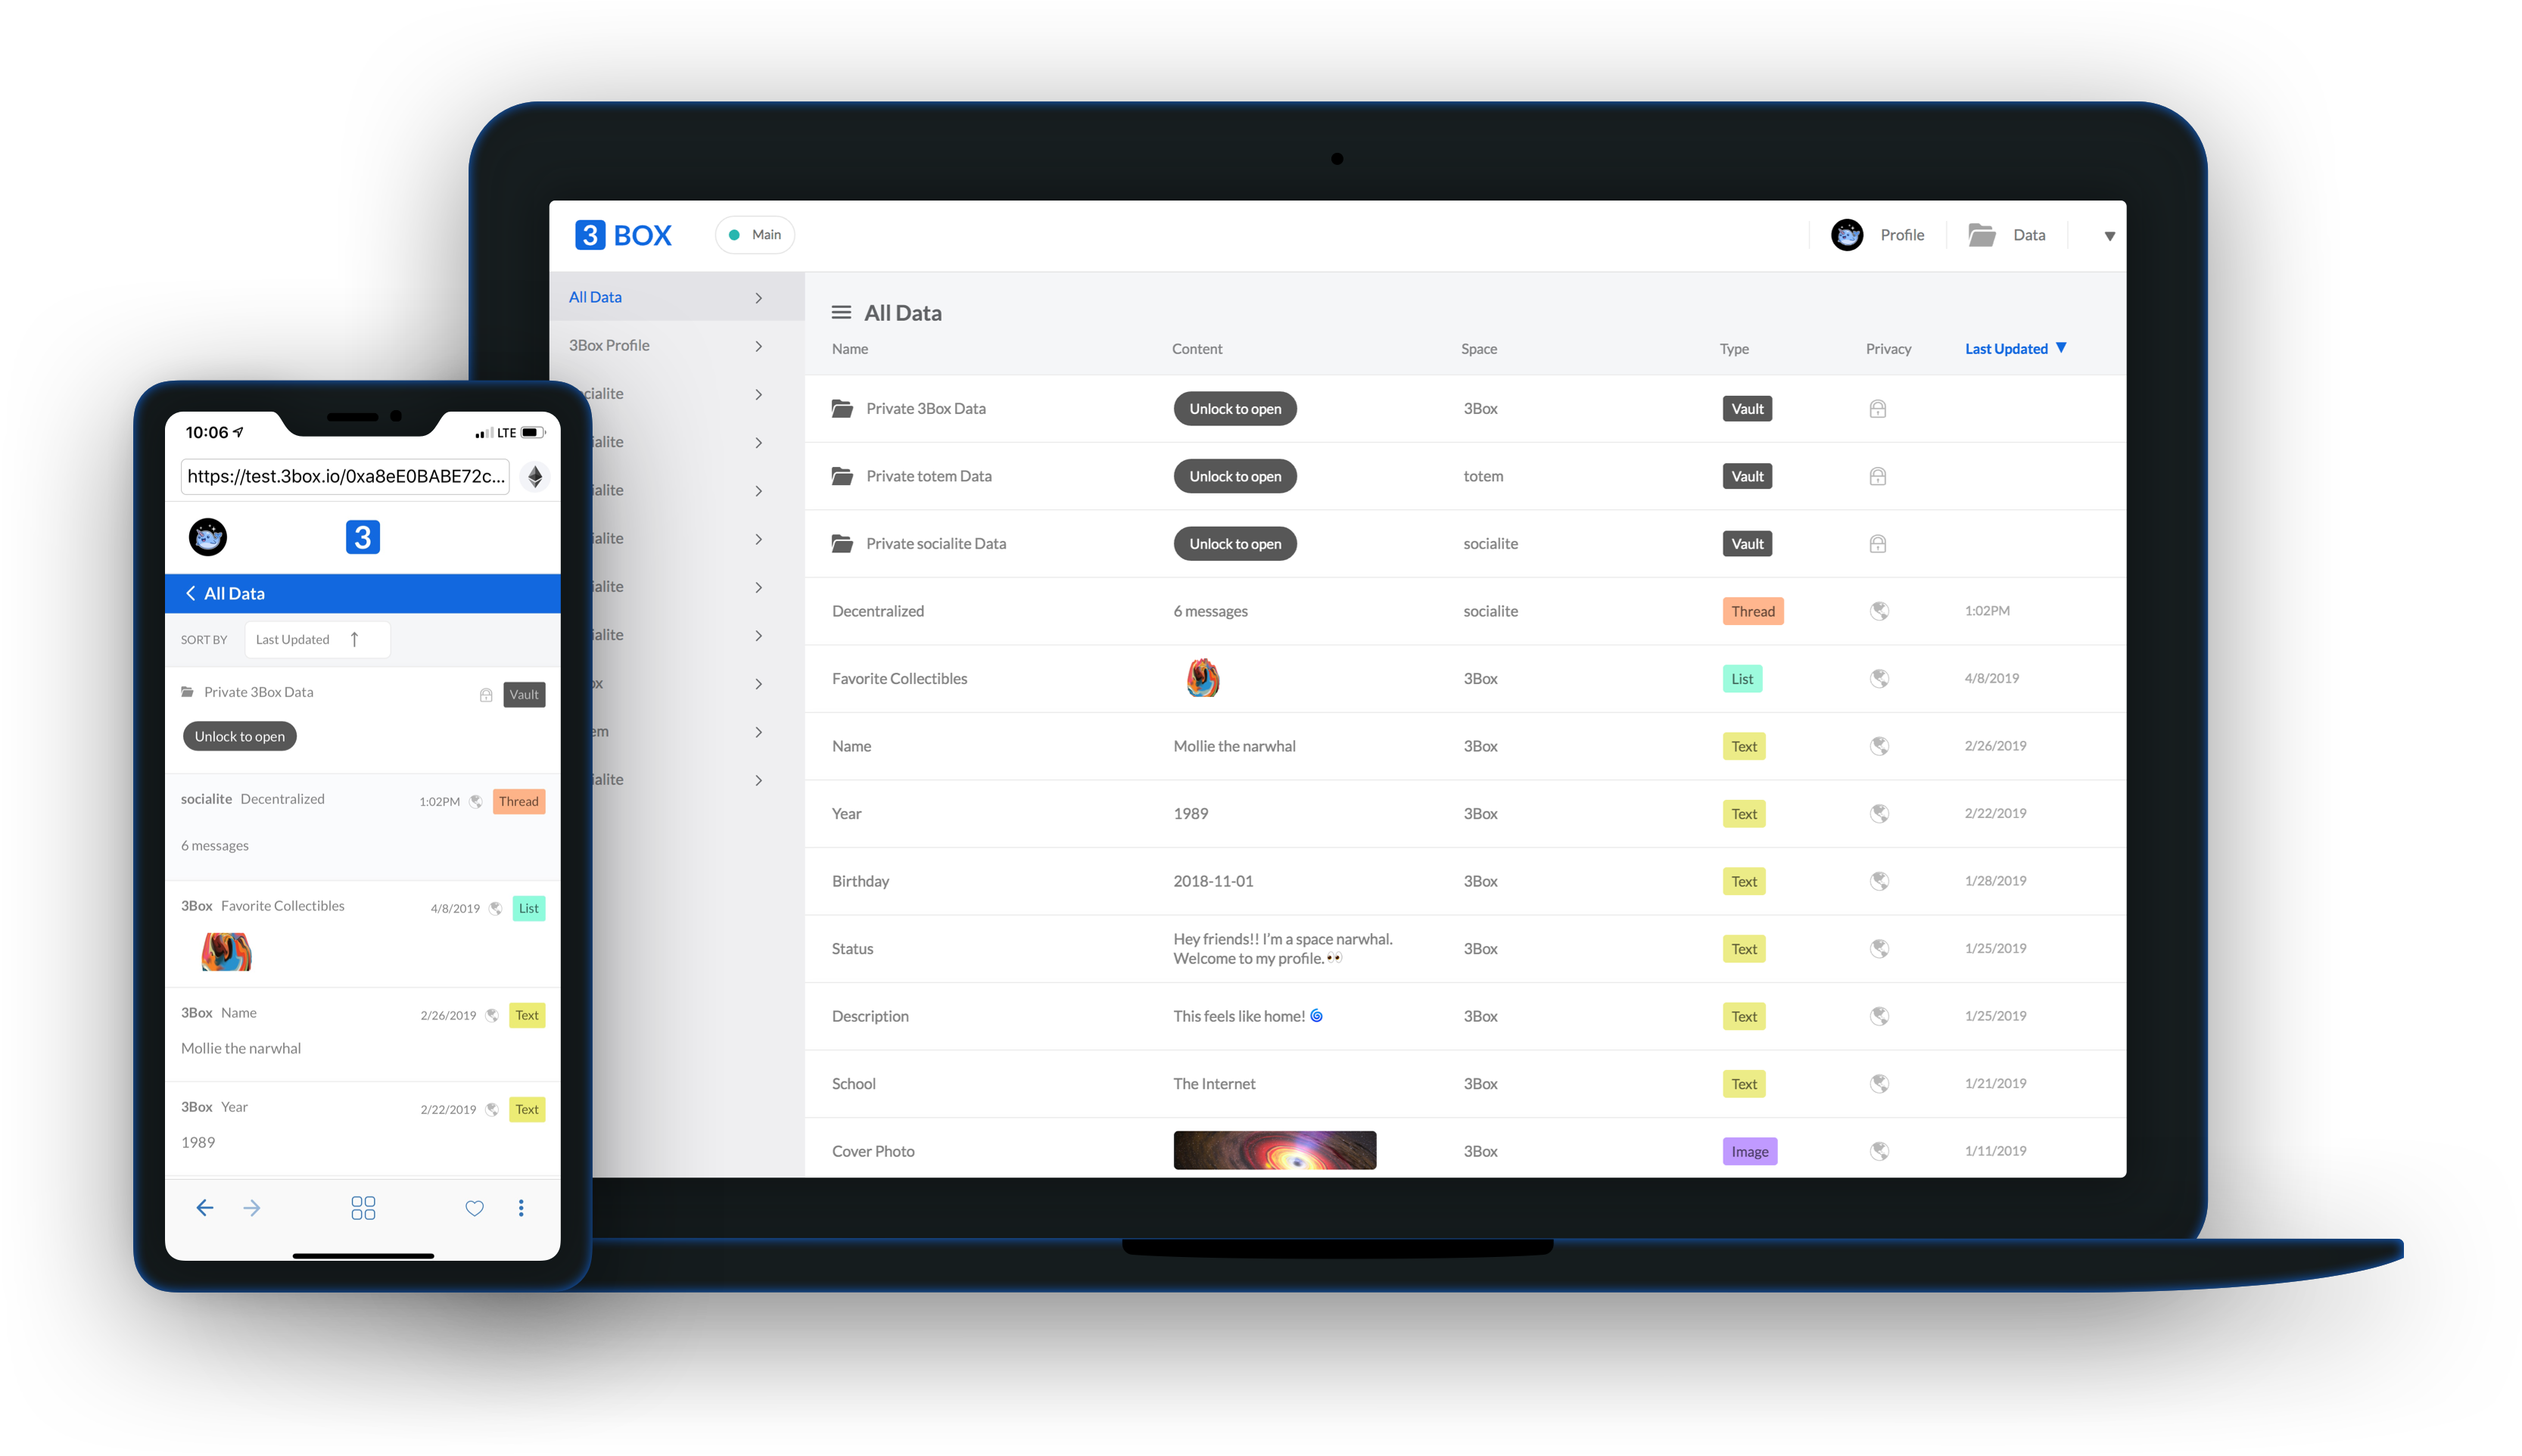 3 BOX
Main
Profile
Data
All Data
3Box Profile
All Data
Name Content Space Type Privacy Last Updated
Private 3Box Data Unlock to open 3Box Vault
Private totem Data Unlock to open totem Vault
Private socialite Data Unlock to open socialite Vault
Decentralized 6 messages socialite Thread 1:02PM
Favorite Collectibles 3Box List 4/8/2019
Name Mollie the narwhal 3Box Text 2/26/2019
Year 1989 3Box Text 2/22/2019
Birthday 2018-11-01 3Box Text 1/28/2019
Status Hey friends!! I'm a space narwhal.
Welcome to my profile.👀 3Box Text 1/25/2019
Description This feels like home! 🌀 3Box Text 1/25/2019
School The Internet 3Box Text 1/21/2019
Cover Photo 3Box Image 1/11/2019
10:06 LTE
https://test.3box.io/0xa8eE0BABE72c...
3
All Data
SORT BY Last Updated ↑
Private 3Box Data Vault
Unlock to open
socialite Decentralized 1:02PM Thread
6 messages
3Box Favorite Collectibles 4/8/2019 List
3Box Name 2/26/2019 Text
Mollie the narwhal
3Box Year 2/22/2019 Text
1989